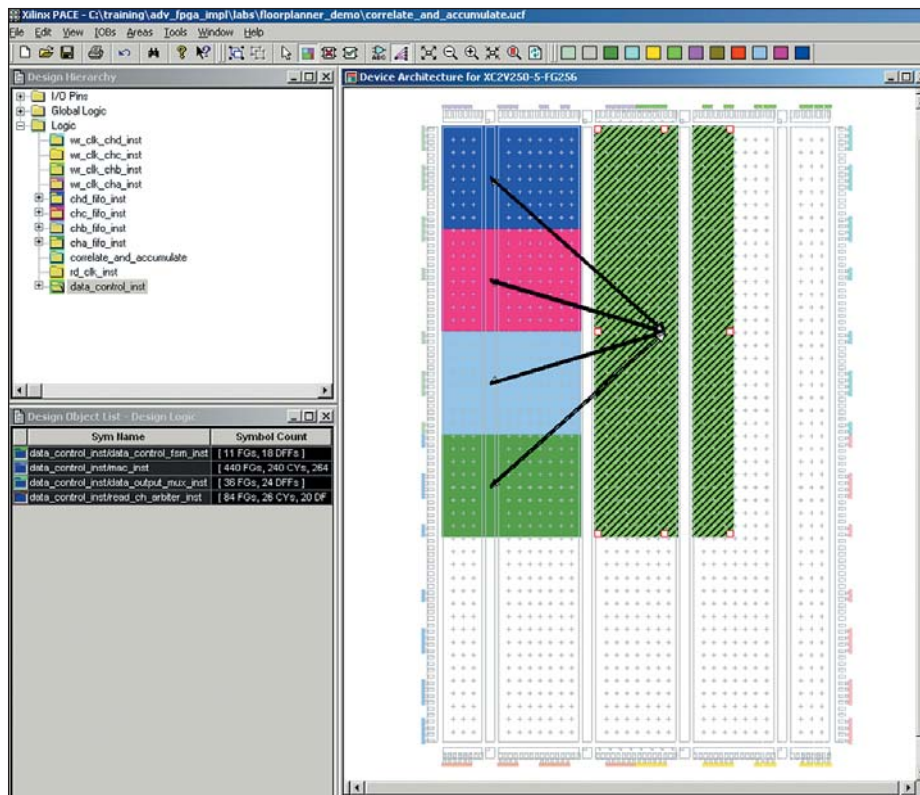 Xilinx PACE - C:\training\adv_fpga_impl\labs\floorplanner_demo\correlate_and_accumulate.ucf
File Edit View IOBs Areas Tools Window Help
Design Hierarchy
I/O Pins
Global Logic
Logic
wr_clk_chd_inst
wr_clk_chc_inst
wr_clk_chb_inst
wr_clk_cha_inst
chd_fifo_inst
chc_fifo_inst
chb_fifo_inst
cha_fifo_inst
correlate_and_accumulate
rd_clk_inst
data_control_inst
Design Object List - Design Logic
Sym Name Symbol Count
data_control_inst/data_control_fsm_inst [ 11 FGs, 18 DFFs ]
data_control_inst/mac_inst [ 440 FGs, 240 CYs, 264
data_control_inst/data_output_mux_inst [ 36 FGs, 24 DFFs ]
data_control_inst/read_ch_arbiter_inst [ 84 FGs, 26 CYs, 20 DF
Device Architecture for XC2V250-5-FG256